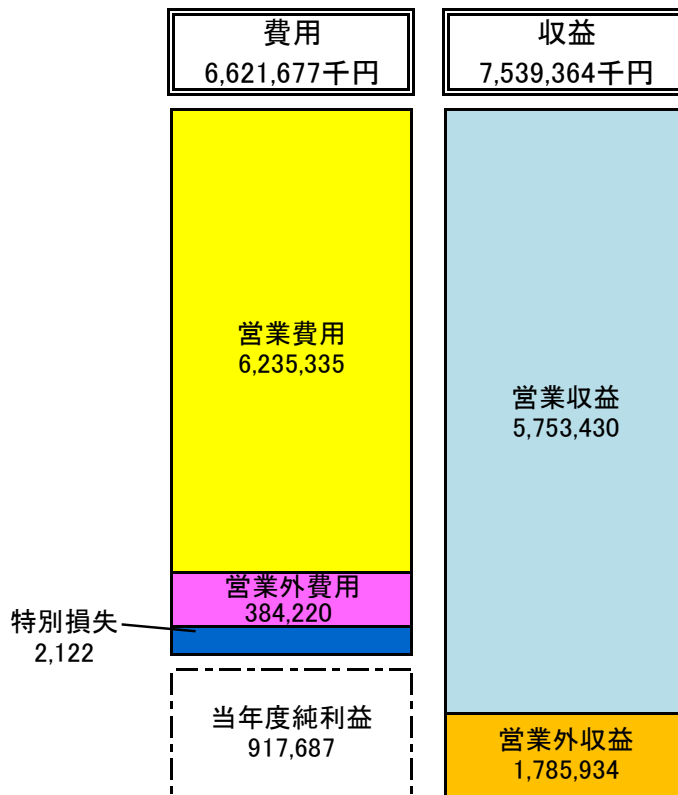 費用
6,621,677千円
収益
7,539,364千円
営業費用
6,235,335
営業外費用
384,220
特別損失
2,122
当年度純利益
917,687
営業収益
5,753,430
営業外収益
1,785,934